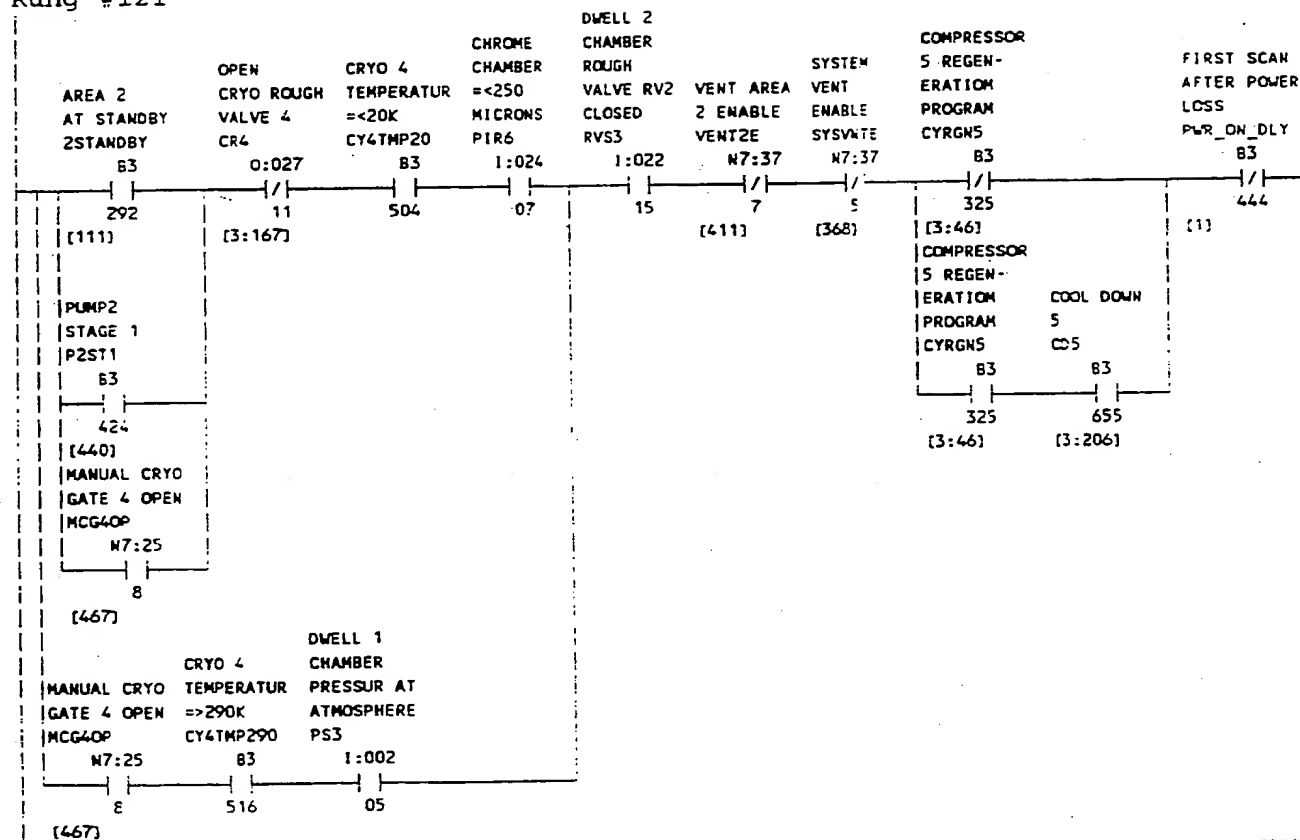 Rung #121
AREA 2
AT STANDBY
2STANDBY
B3
292
[111]
OPEN
CRYO ROUGH
VALVE 4
CR4
O:027
11
[3:167]
CRYO 4
TEMPERATUR
=<20K
CY4TMP20
B3
504
CHROME
CHAMBER
=<250
MICRONS
PIR6
I:024
07
DWELL 2
CHAMBER
ROUGH
VALVE RV2
CLOSED
RVS3
I:022
15
VENT AREA
2 ENABLE
VENT2E
N7:37
7
[411]
SYSTEM
VENT
ENABLE
SYSVNTE
N7:37
5
[368]
COMPRESSOR
5 REGEN-
ERATION
PROGRAM
CYRGN5
B3
325
[3:46]
FIRST SCAN
AFTER POWER
LOSS
PWR_ON_DLY
B3
444
[1]
COMPRESSOR
5 REGEN-
ERATION
PROGRAM
CYRGN5
B3
325
[3:46]
COOL DOWN
5
CD5
B3
655
[3:206]
PUMP2
STAGE 1
P2ST1
B3
424
[440]
MANUAL CRYO
GATE 4 OPEN
MCG4OP
N7:25
8
[467]
MANUAL CRYO
GATE 4 OPEN
MCG4OP
N7:25
8
[467]
CRYO 4
TEMPERATUR
=>290K
CY4TMP290
B3
516
DWELL 1
CHAMBER
PRESSUR AT
ATMOSPHERE
PS3
I:002
05